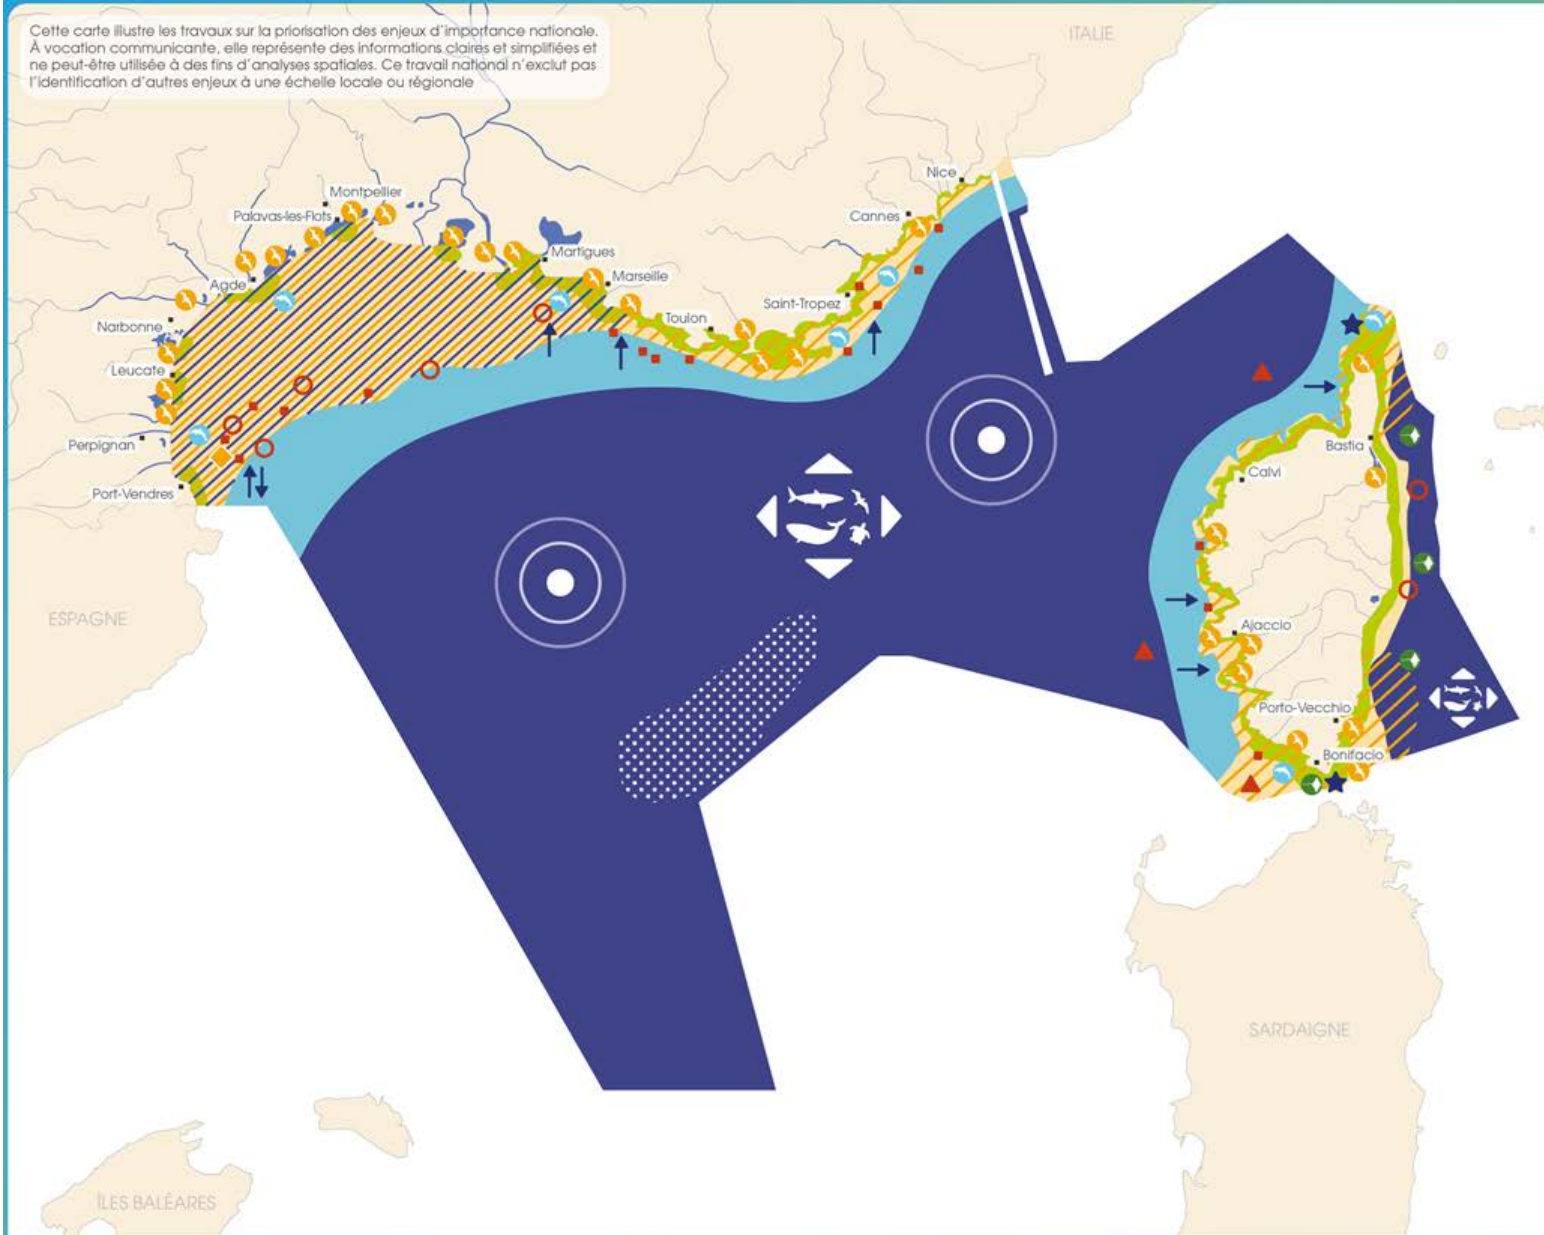 Cette carte illustre les travaux sur la priorisation des enjeux d'importance nationale.
À vocation communicante, elle représente des informations claires et simplifiées et
ne peut-être utilisée à des fins d'analyses spatiales. Ce travail national n'exclut pas
l'identification d'autres enjeux à une échelle locale ou régionale
ITALIE
Nice
Montpellier
Palavas-les-Flots
Cannes
Martigues
Marseille
Agde
Saint-Tropez
Toulon
Narbonne
Leucate
Perpignan
Bastia
Calvi
Port-Vendres
ESPAGNE
Ajaccio
Porto-Vecchio
Bonifacio
SARDAIGNE
ÎLES BALÉARES